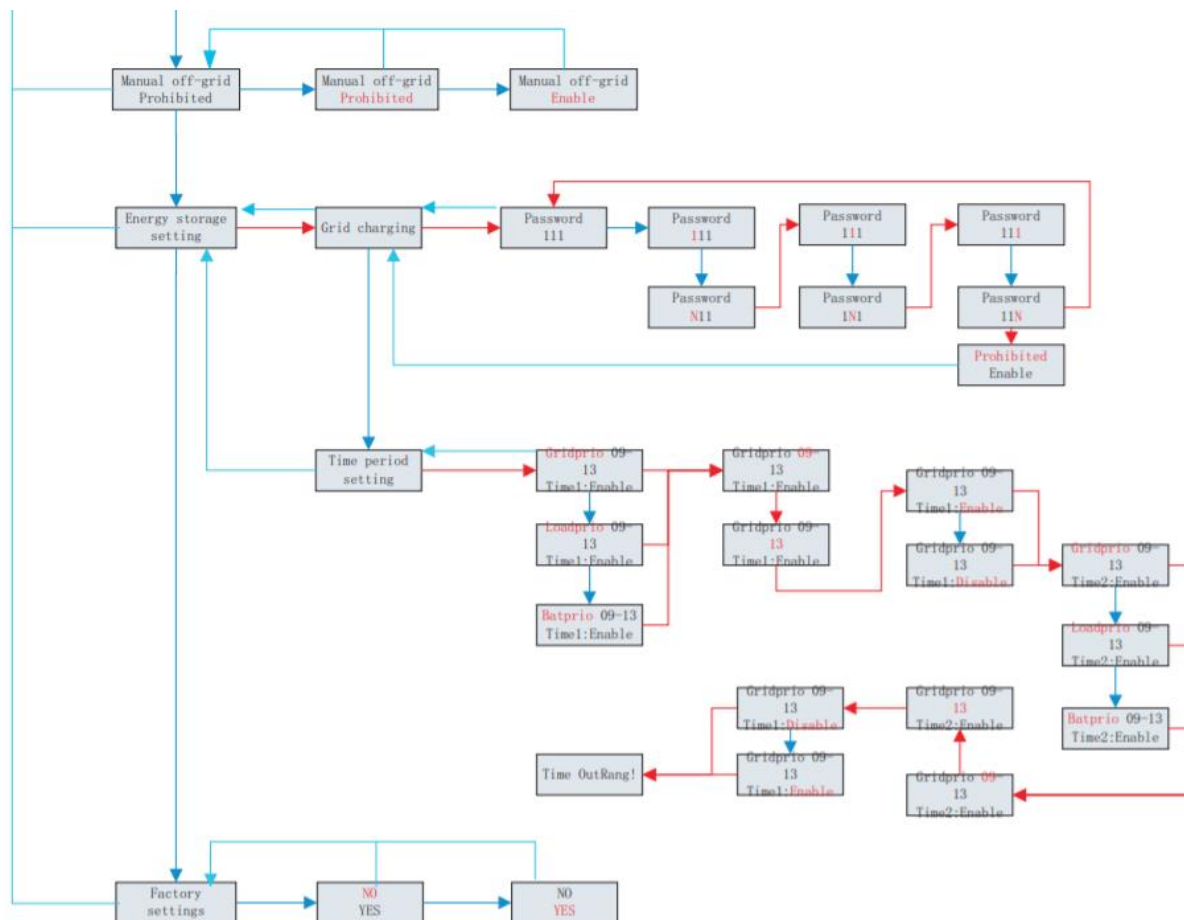 Manual off-grid
Prohibited
Manual off-grid
Prohibited
Manual off-grid
Enable
Energy storage
setting
Grid charging
Password
111
Password
111
Password
111
Password
111
Password
N11
Password
1N1
Password
11N
Prohibited
Enable
Time period
setting
Gridprio 09-
13
Time1:Enable
Gridprio 09-
13
Time1:Enable
Gridprio 09-
13
Time1:Enable
Loadprio 09-
13
Time1:Enable
Gridprio 09-
13
Time1:Enable
Gridprio 09-
13
Time1:Disable
Gridprio 09-
13
Time2:Enable
Batprio 09-13
Time1:Enable
Loadprio 09-
13
Time2:Enable
Gridprio 09-
13
Time1:Disable
Gridprio 09-
13
Time2:Enable
Batprio 09-13
Time2:Enable
Time OutRang!
Gridprio 09-
13
Time1:Enable
Gridprio 09-
13
Time2:Enable
Factory
settings
NO
YES
NO
YES